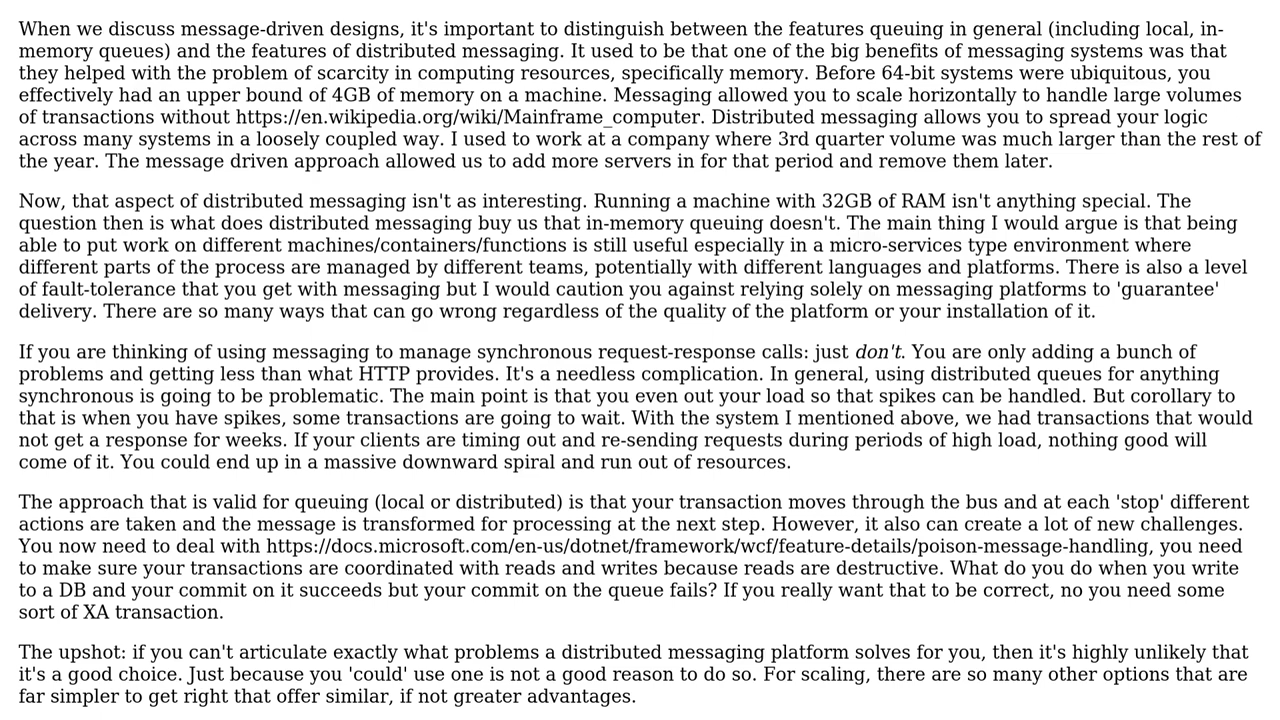 When we discuss message-driven designs, it's important to distinguish between the features queuing in general (including local, in-
memory queues) and the features of distributed messaging. It used to be that one of the big benefits of messaging systems was that
they helped with the problem of scarcity in computing resources, specifically memory. Before 64-bit systems were ubiquitous, you
effectively had an upper bound of 4GB of memory on a machine. Messaging allowed you to scale horizontally to handle large volumes
of transactions without https://en.wikipedia.org/wiki/Mainframe_computer. Distributed messaging allows you to spread your logic
across many systems in a loosely coupled way. I used to work at a company where 3rd quarter volume was much larger than the rest of
the year. The message driven approach allowed us to add more servers in for that period and remove them later.
Now, that aspect of distributed messaging isn't as interesting. Running a machine with 32GB of RAM isn't anything special. The
question then is what does distributed messaging buy us that in-memory queuing doesn't. The main thing I would argue is that being
able to put work on different machines/containers/functions is still useful especially in a micro-services type environment where
different parts of the process are managed by different teams, potentially with different languages and platforms. There is also a level
of fault-tolerance that you get with messaging but I would caution you against relying solely on messaging platforms to 'guarantee'
delivery. There are so many ways that can go wrong regardless of the quality of the platform or your installation of it.
If you are thinking of using messaging to manage synchronous request-response calls: just don't. You are only adding a bunch of
problems and getting less than what HTTP provides. It's a needless complication. In general, using distributed queues for anything
synchronous is going to be problematic. The main point is that you even out your load so that spikes can be handled. But corollary to
that is when you have spikes, some transactions are going to wait. With the system I mentioned above, we had transactions that would
not get a response for weeks. If your clients are timing out and re-sending requests during periods of high load, nothing good will
come of it. You could end up in a massive downward spiral and run out of resources.
The approach that is valid for queuing (local or distributed) is that your transaction moves through the bus and at each 'stop' different
actions are taken and the message is transformed for processing at the next step. However, it also can create a lot of new challenges.
You now need to deal with https://docs.microsoft.com/en-us/dotnet/framework/wcf/feature-details/poison-message-handling, you need
to make sure your transactions are coordinated with reads and writes because reads are destructive. What do you do when you write
to a DB and your commit on it succeeds but your commit on the queue fails? If you really want that to be correct, no you need some
sort of XA transaction.
The upshot: if you can't articulate exactly what problems a distributed messaging platform solves for you, then it's highly unlikely that
it's a good choice. Just because you 'could' use one is not a good reason to do so. For scaling, there are so many other options that are
far simpler to get right that offer similar, if not greater advantages.